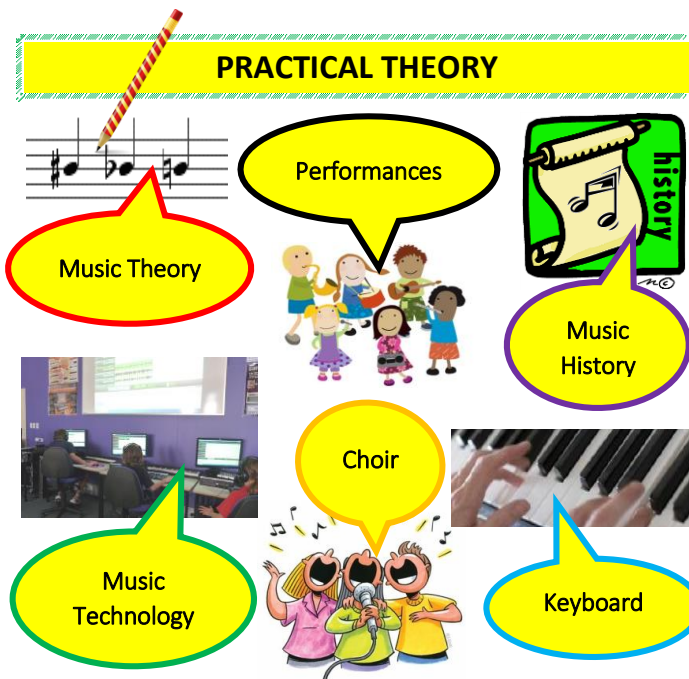 PRACTICAL THEORY
Performances
history
Music Theory
Music
History
Choir
Music
Technology
Keyboard